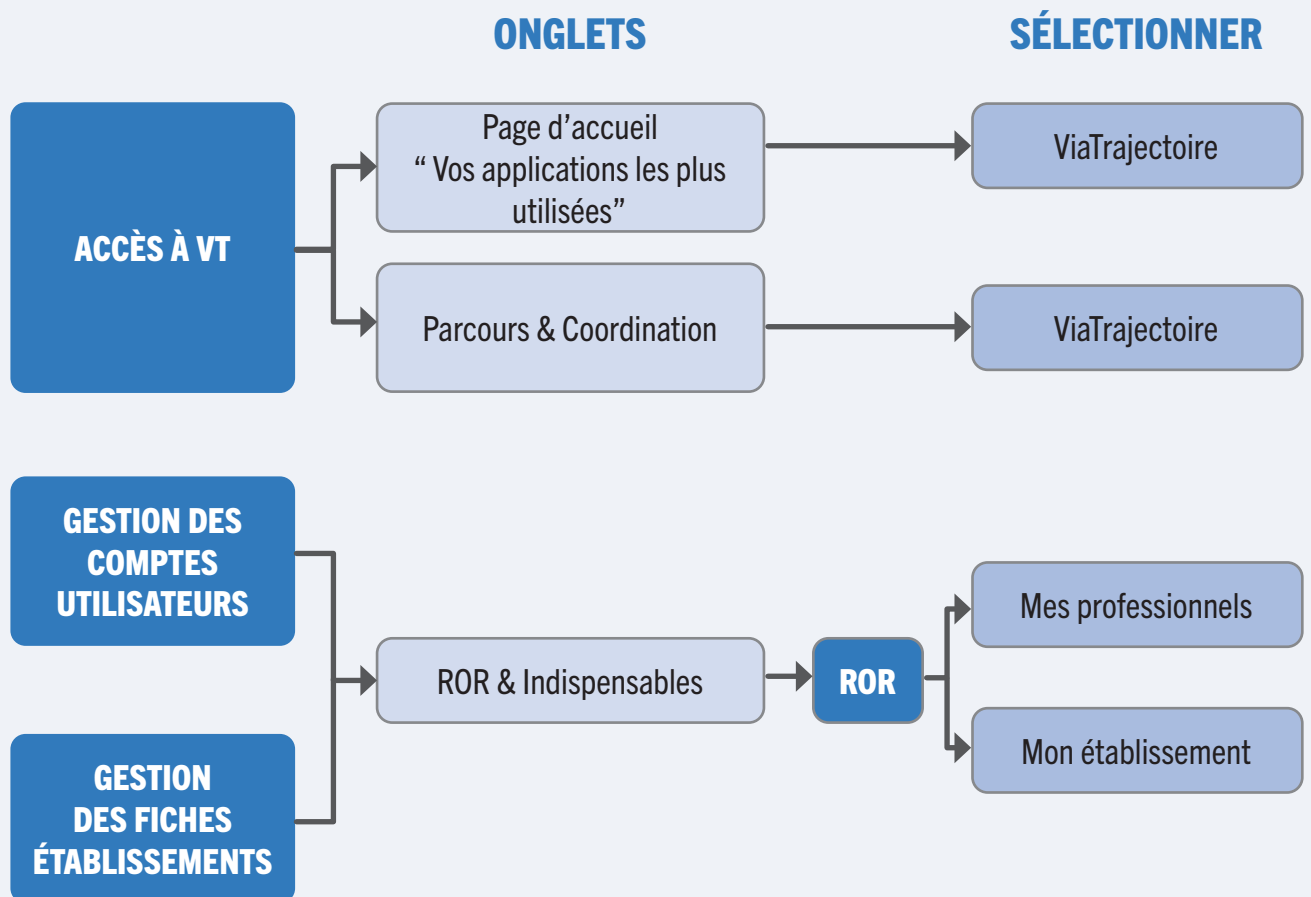 ONGLETS
SÉLECTIONNER
ACCÈS À VT
Page d’accueil
“ Vos applications les plus
utilisées”
ViaTrajectoire
Parcours & Coordination
ViaTrajectoire
GESTION DES
COMPTES
UTILISATEURS
GESTION
DES FICHES
ÉTABLISSEMENTS
ROR & Indispensables
ROR
Mes professionnels
Mon établissement